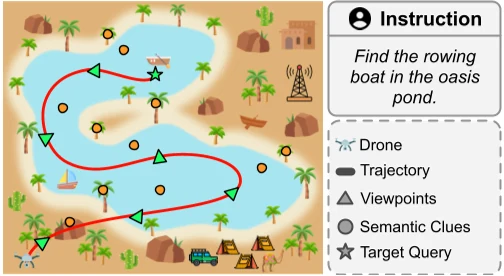 Instruction
Find the rowing
boat in the oasis
pond.
Drone
Trajectory
Viewpoints
Semantic Clues
Target Query